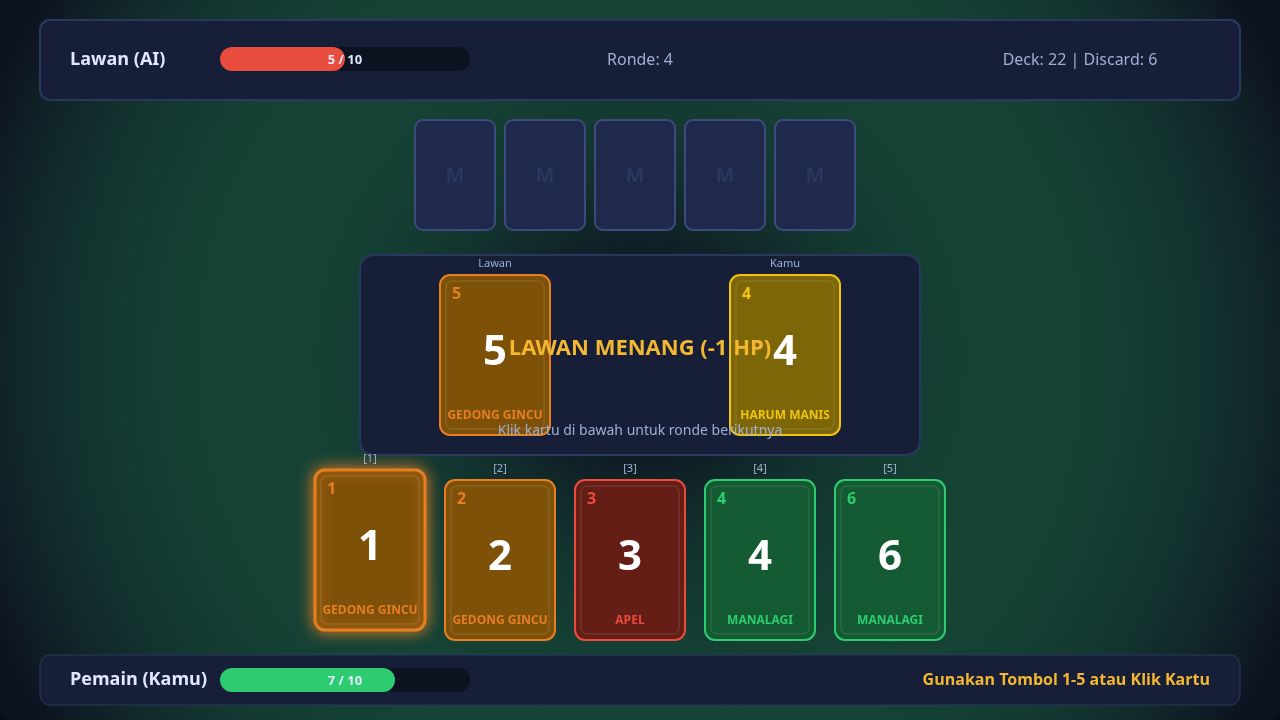 Lawan (AI)
5 / 10
Ronde: 4
Deck: 22 | Discard: 6
M
M
M
M
M
Lawan
Kamu
5
5
GEDONG GINCU
LAWAN MENANG (-1 HP)
4
4
HARUM MANIS
Klik kartu di bawah untuk ronde berikutnya
[1]
1
1
GEDONG GINCU
[2]
2
2
GEDONG GINCU
[3]
3
3
APEL
[4]
4
4
MANALAGI
[5]
6
6
MANALAGI
Pemain (Kamu)
7 / 10
Gunakan Tombol 1-5 atau Klik Kartu